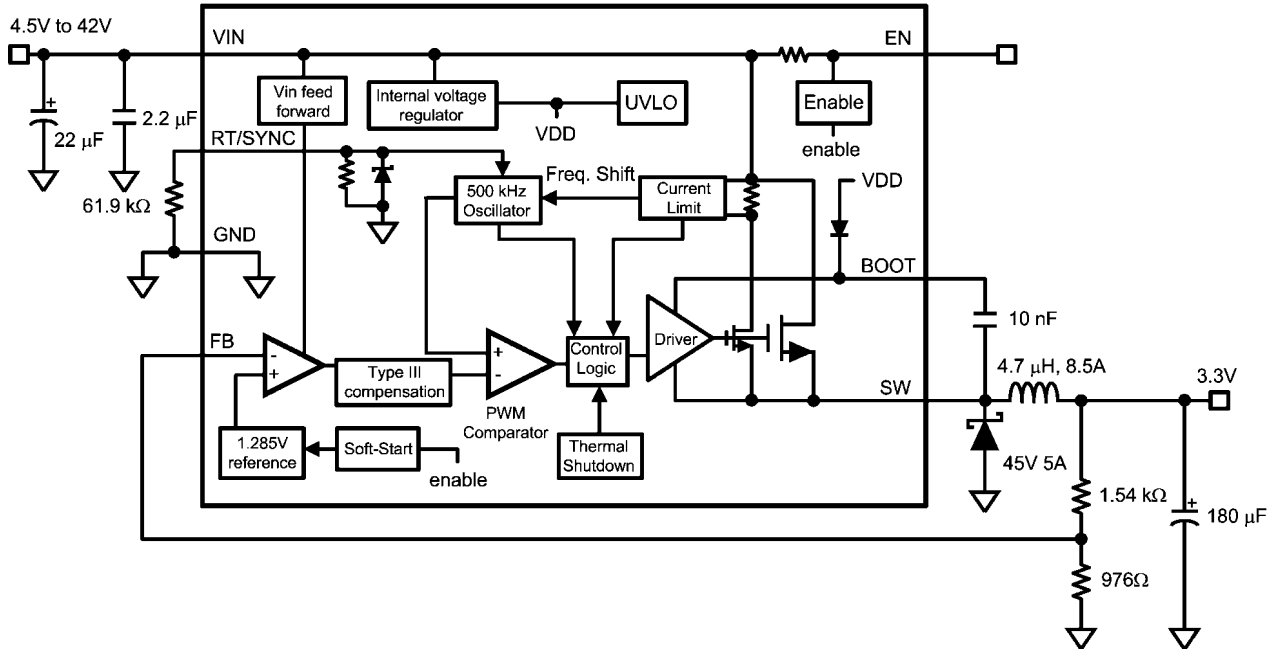 4.5V to 42V
VIN
EN
Vin feed
forward
Internal voltage
regulator
UVLO
Enable
+
22 µF
2.2 µF
VDD
enable
RT/SYNC
61.9 kΩ
500 kHz
Oscillator
Freq. Shift
Current
Limit
VDD
GND
BOOT
FB
-
+
Type III
compensation
+
-
PWM
Comparator
Control
Logic
Driver
10 nF
SW
4.7 µH, 8.5A
3.3V
1.285V
reference
Soft-Start
enable
Thermal
Shutdown
45V 5A
1.54 kΩ
+
180 µF
976Ω